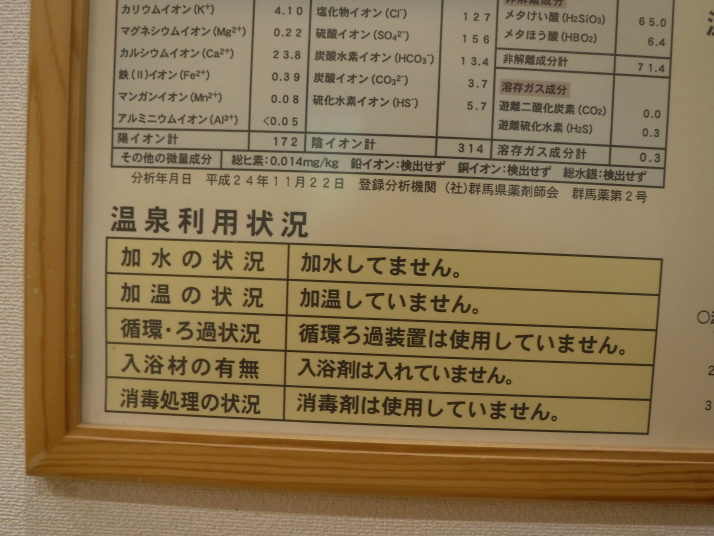 非解離成分
カリウムイオン(K⁺) 4.10 塩化物イオン(Cl⁻) 127 メタけい酸(H₂SiO₃) 65.0
マグネシウムイオン(Mg²⁺) 0.22 硫酸イオン(SO₄²⁻) 156 メタほう酸(HBO₂) 6.4
カルシウムイオン(Ca²⁺) 23.8 炭酸水素イオン(HCO₃⁻) 13.4 非解離成分計 71.4
鉄(Ⅱ)イオン(Fe²⁺) 0.39 炭酸イオン(CO₃²⁻) 3.7 溶存ガス成分
マンガンイオン(Mn²⁺) 0.08 硫化水素イオン(HS⁻) 5.7 遊離二酸化炭素(CO₂) 0.0
アルミニウムイオン(Al³⁺) <0.05 遊離硫化水素(H₂S) 0.3
陽イオン計 172 陰イオン計 314 溶存ガス成分計 0.3
その他の微量成分 総ヒ素:0.014mg/kg 鉛イオン:検出せず 銅イオン:検出せず 総水銀:検出せず
分析年月日 平成24年11月22日 登録分析機関 (社)群馬県薬剤師会 群馬薬第2号
温泉利用状況
加水の状況 加水してません。
加温の状況 加温していません。
循環・ろ過状況 循環ろ過装置は使用していません。
入浴材の有無 入浴剤は入れていません。
消毒処理の状況 消毒剤は使用していません。
2
3